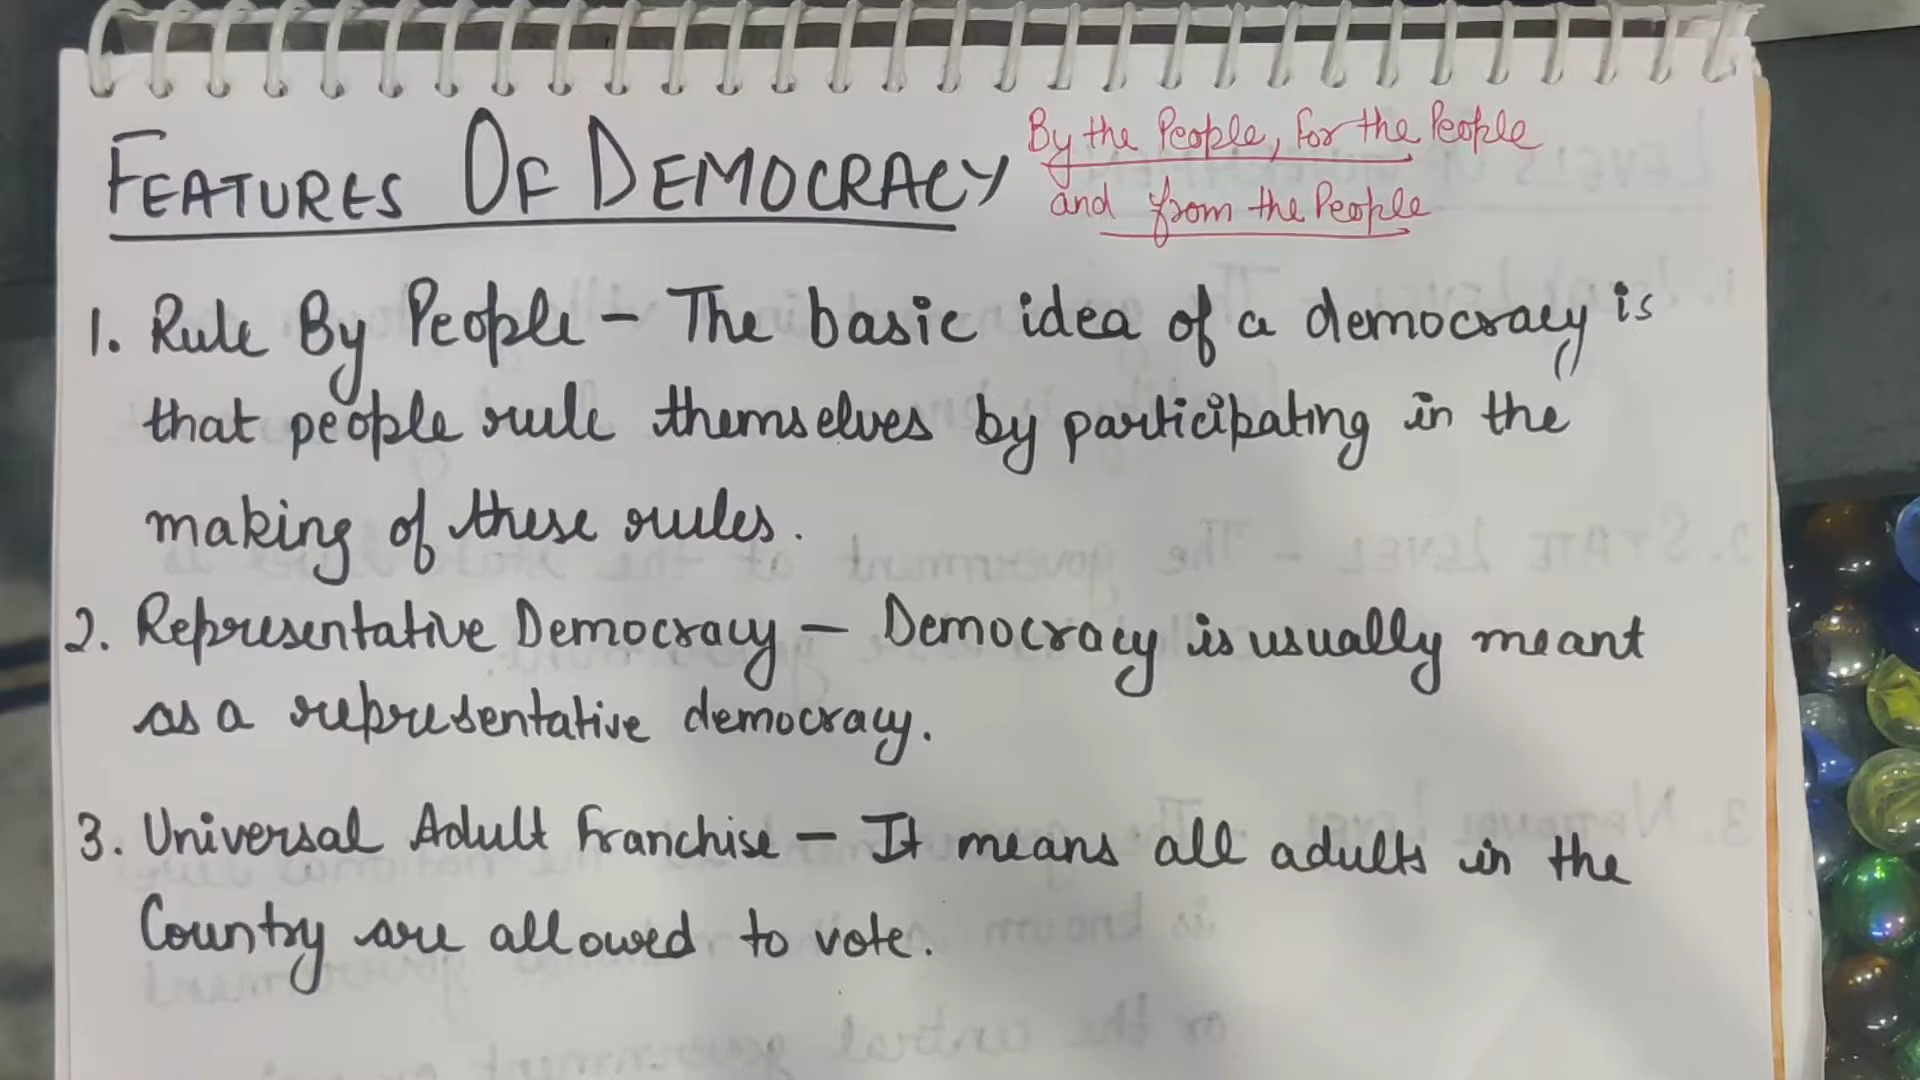 FEATURES OF DEMOCRACY
By the People, For the People
and from the People
1. Rule By People - The basic idea of a democracy is
that people rule themselves by participating in the
making of these rules.
2. Representative Democracy - Democracy is usually meant
as a representative democracy.
3. Universal Adult Franchise - It means all adults in the
Country are allowed to vote.